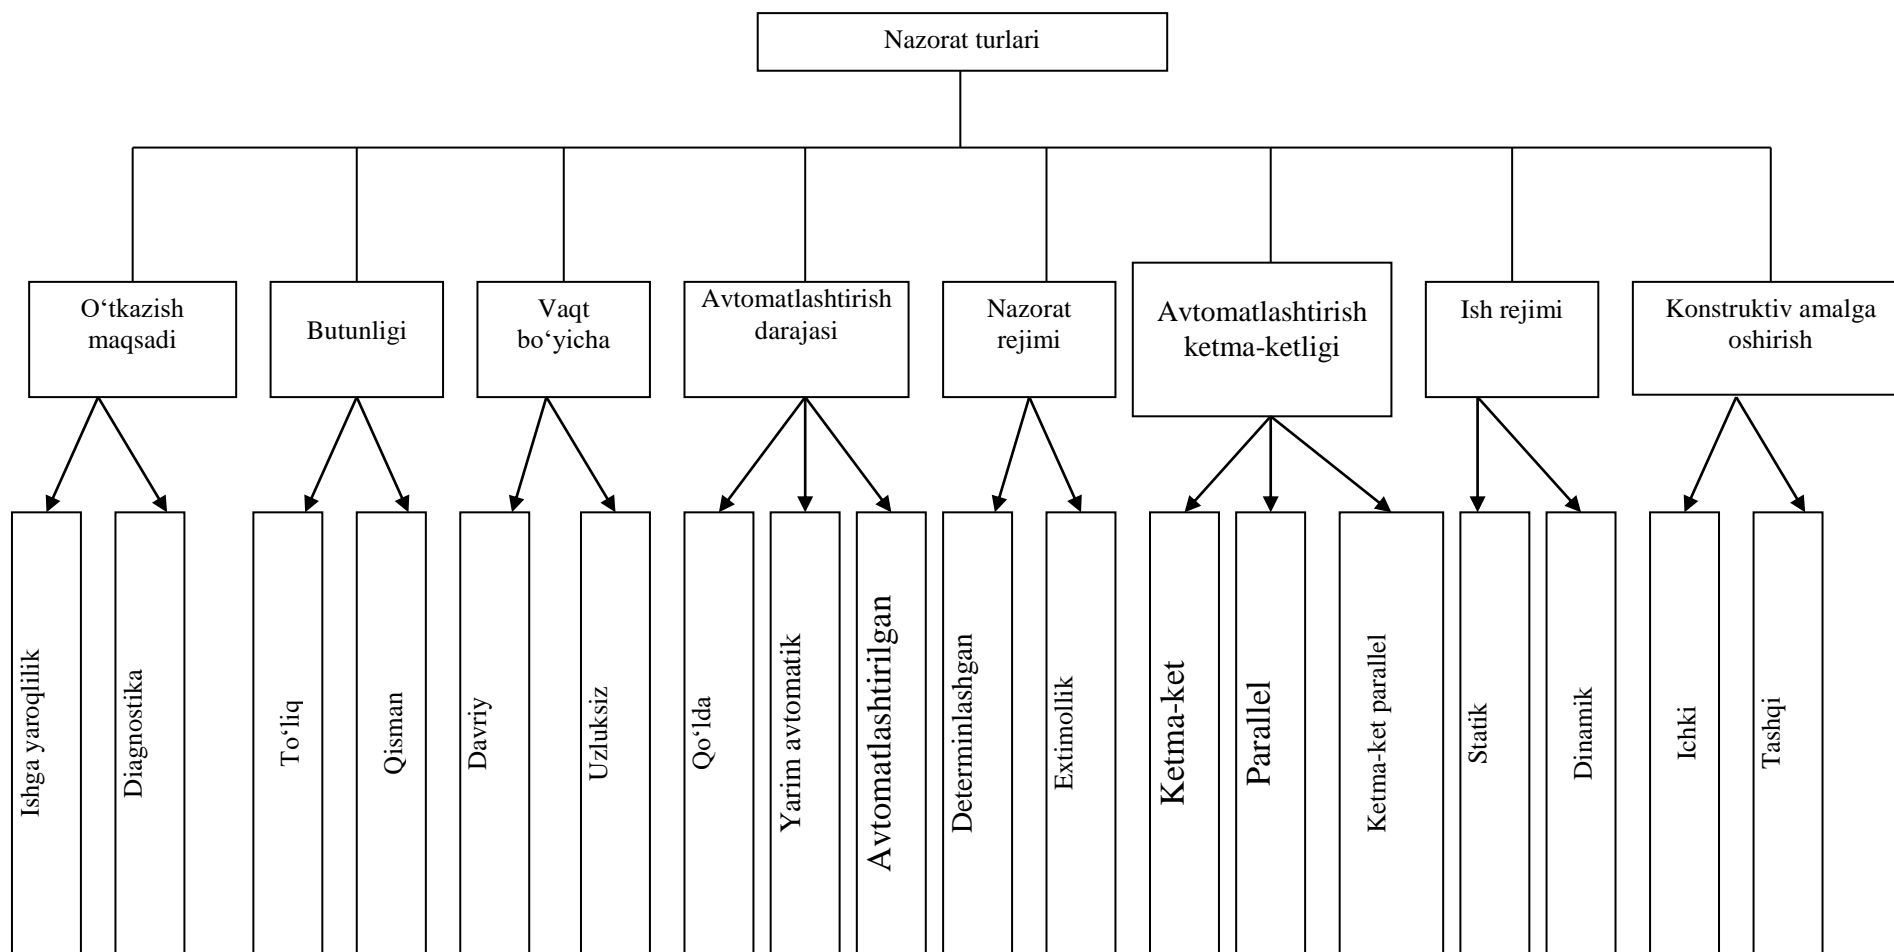 Nazorat turlari
O‘tkazish
maqsadi
Butunligi
Vaqt
bo‘yicha
Avtomatlashtirish
darajasi
Nazorat
rejimi
Avtomatlashtirish
ketma-ketligi
Ish rejimi
Konstruktiv amalga
oshirish
Ishga yaroqlilik
Diagnostika
To‘liq
Qisman
Davriy
Uzluksiz
Qo‘lda
Yarim avtomatik
Avtomatlashtirilgan
Determinlashgan
Extimollik
Ketma-ket
Parallel
Ketma-ket parallel
Statik
Dinamik
Ichki
Tashqi